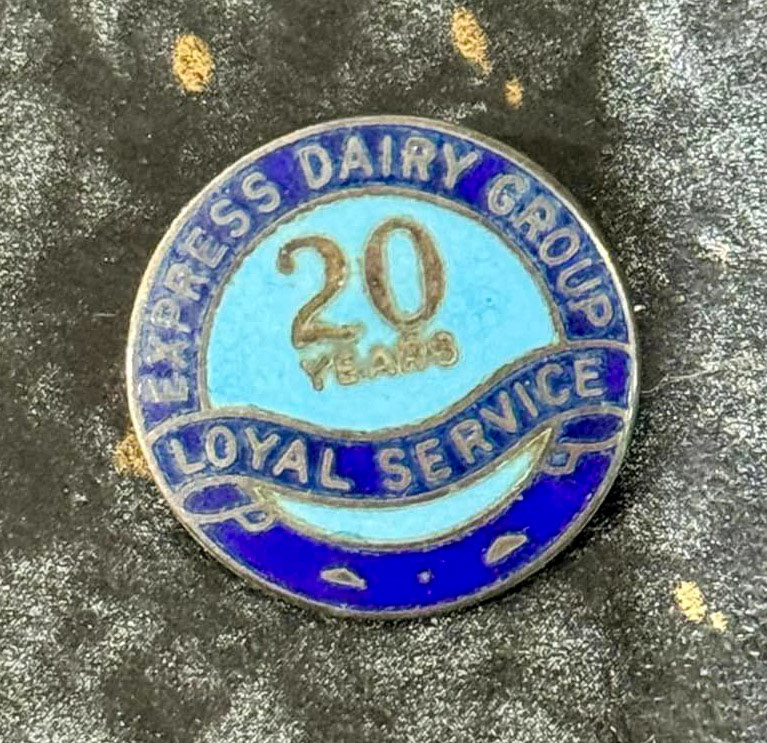 EXPRESS DAIRY GROUP
20
YEARS
LOYAL SERVICE